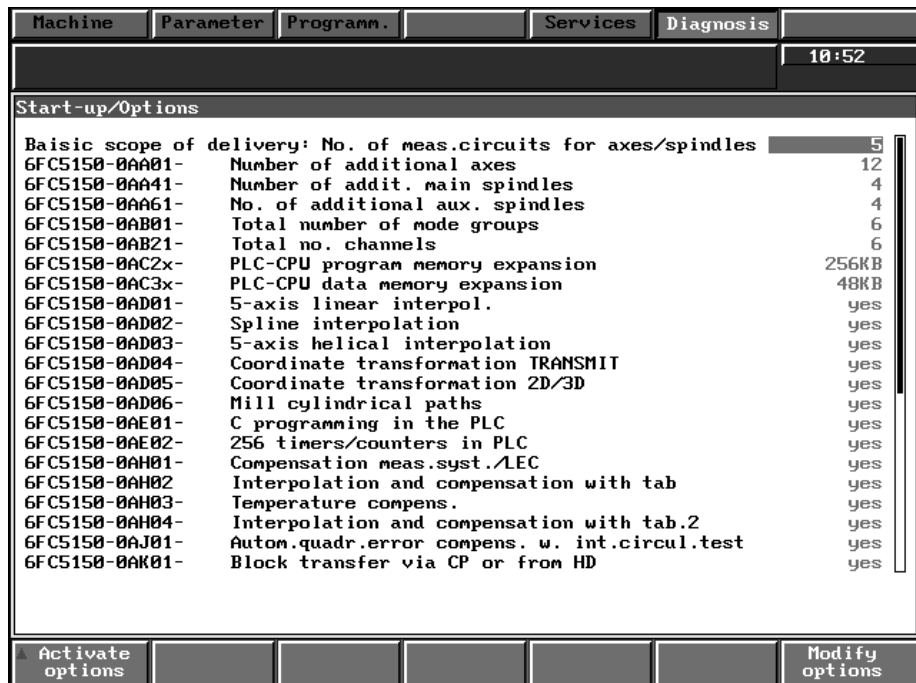 Machine Parameter Programm. Services Diagnosis
10:52
Start-up/Options
Baisic scope of delivery: No. of meas.circuits for axes/spindles 5
6FC5150-0AA01- Number of additional axes 12
6FC5150-0AA41- Number of addit. main spindles 4
6FC5150-0AA61- No. of additional aux. spindles 4
6FC5150-0AB01- Total number of mode groups 6
6FC5150-0AB21- Total no. channels 6
6FC5150-0AC2x- PLC-CPU program memory expansion 256KB
6FC5150-0AC3x- PLC-CPU data memory expansion 48KB
6FC5150-0AD01- 5-axis linear interpol. yes
6FC5150-0AD02- Spline interpolation yes
6FC5150-0AD03- 5-axis helical interpolation yes
6FC5150-0AD04- Coordinate transformation TRANSMIT yes
6FC5150-0AD05- Coordinate transformation 2D/3D yes
6FC5150-0AD06- Mill cylindrical paths yes
6FC5150-0AE01- C programming in the PLC yes
6FC5150-0AE02- 256 timers/counters in PLC yes
6FC5150-0AH01- Compensation meas.syst./LEC yes
6FC5150-0AH02 Interpolation and compensation with tab yes
6FC5150-0AH03- Temperature compens. yes
6FC5150-0AH04- Interpolation and compensation with tab.2 yes
6FC5150-0AJ01- Autom.quadr.error compens. w. int.circul.test yes
6FC5150-0AK01- Block transfer via CP or from HD yes
Activate Modify
options options